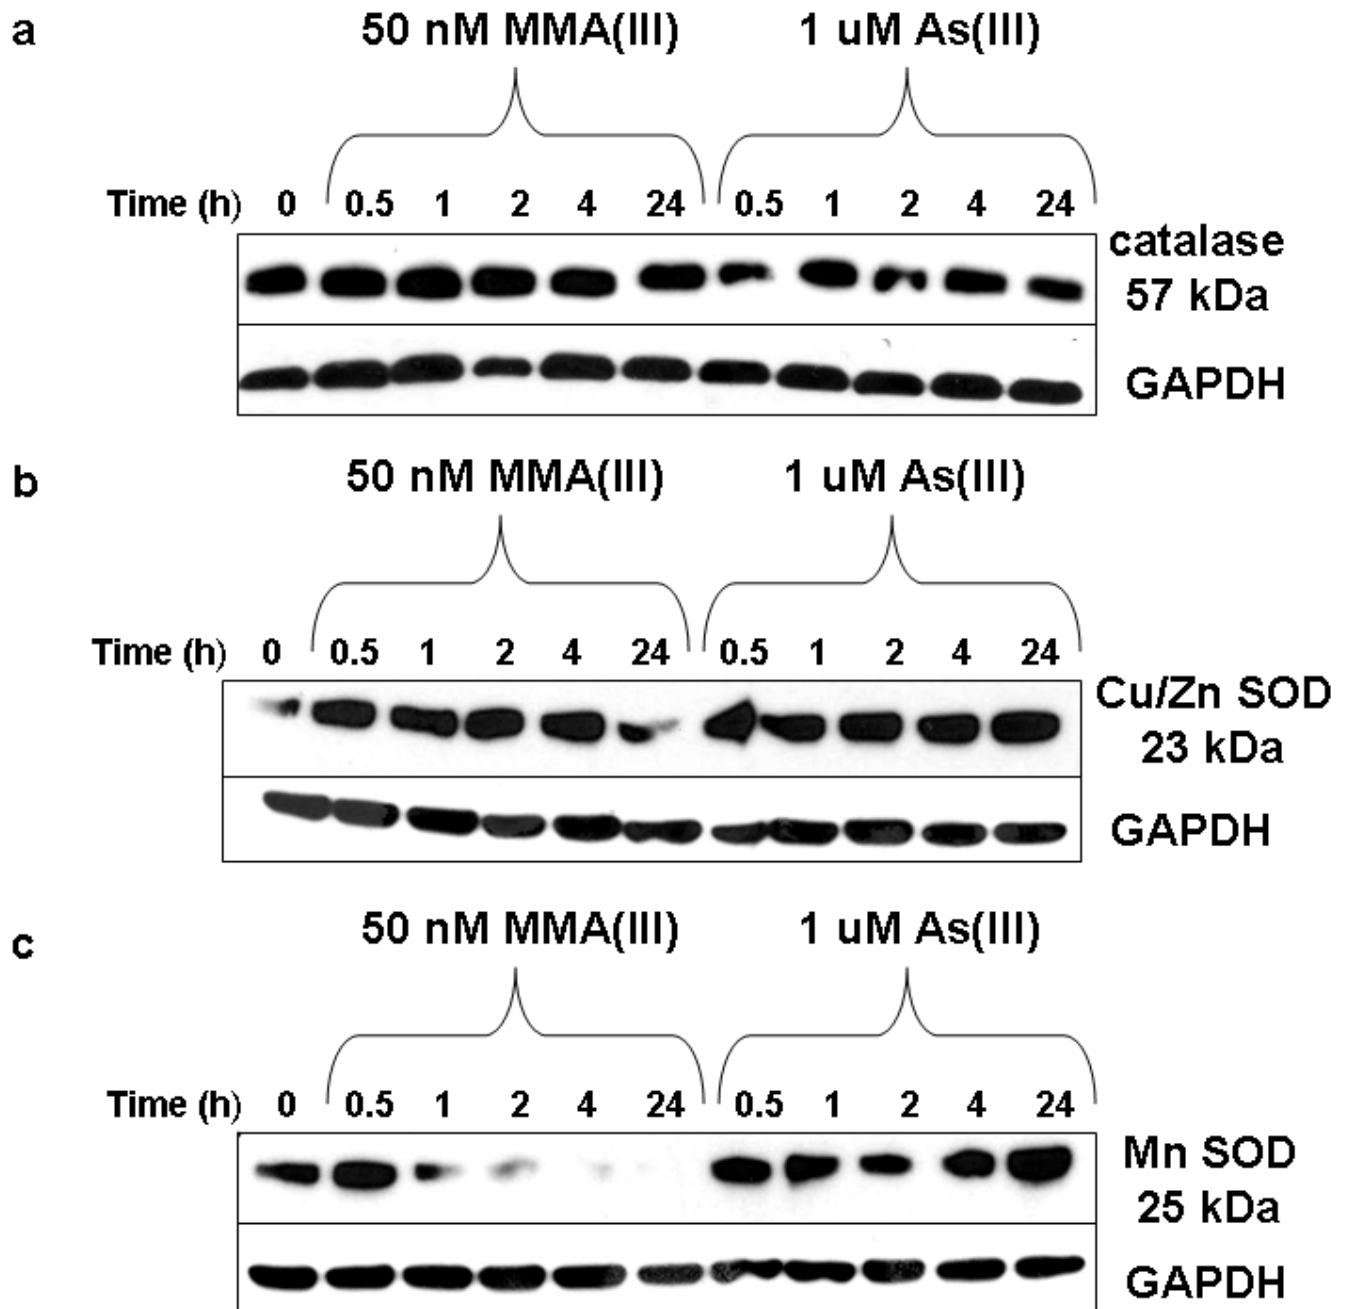 a
50 nM MMA(III) 1 uM As(III)
Time (h) 0 0.5 1 2 4 24 0.5 1 2 4 24
catalase
57 kDa
GAPDH
b
50 nM MMA(III) 1 uM As(III)
Time (h) 0 0.5 1 2 4 24 0.5 1 2 4 24
Cu/Zn SOD
23 kDa
GAPDH
c
50 nM MMA(III) 1 uM As(III)
Time (h) 0 0.5 1 2 4 24 0.5 1 2 4 24
Mn SOD
25 kDa
GAPDH